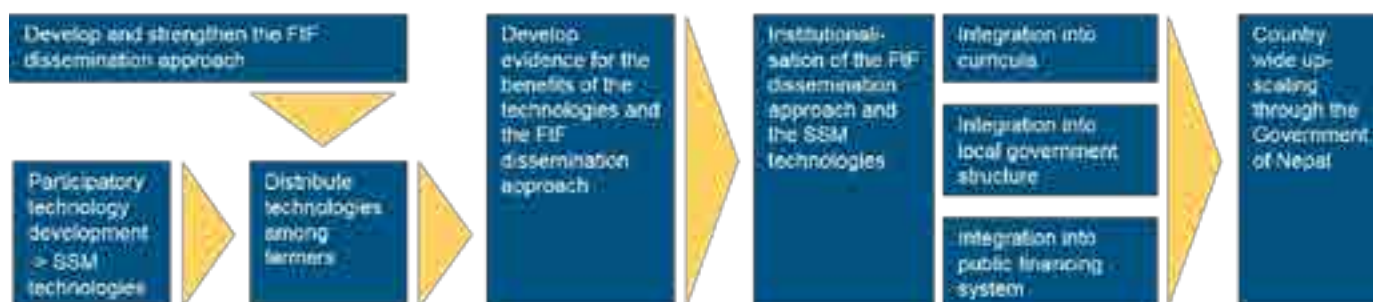 Develop and strengthen the FtF
dissemination approach
Participatory
technology
development
-> SSM
technologies
Distribute
technologies
among
farmers
Develop
evidence for the
benefits of the
technologies and
the FtF
dissemination
approach
Institutionali-
sation of the FtF
dissemination
approach and
the SSM
technologies
Integration into
curricula
Integration into
local government
structure
Integration into
public financing
system
Country
wide up-
scaling
through the
Government
of Nepal